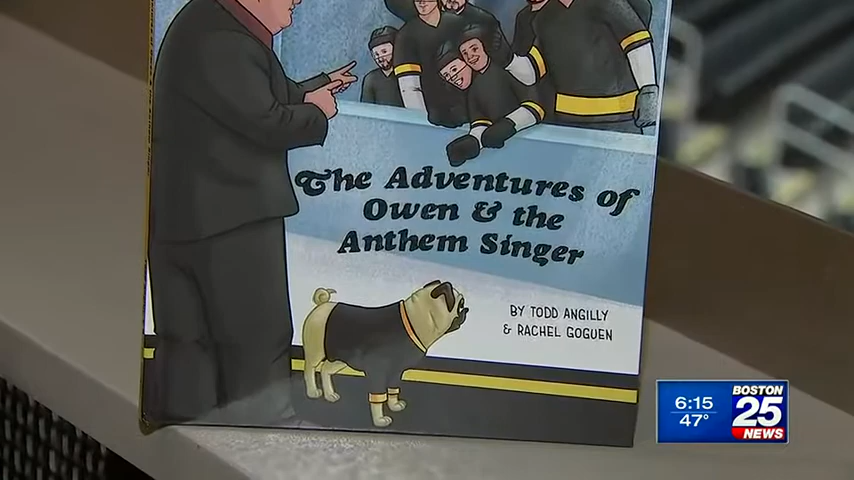 The Adventures of
Owen & the
Anthem Singer
BY TODD ANGILLY
& RACHEL GOGUEN
6:15
47°
BOSTON
25
NEWS